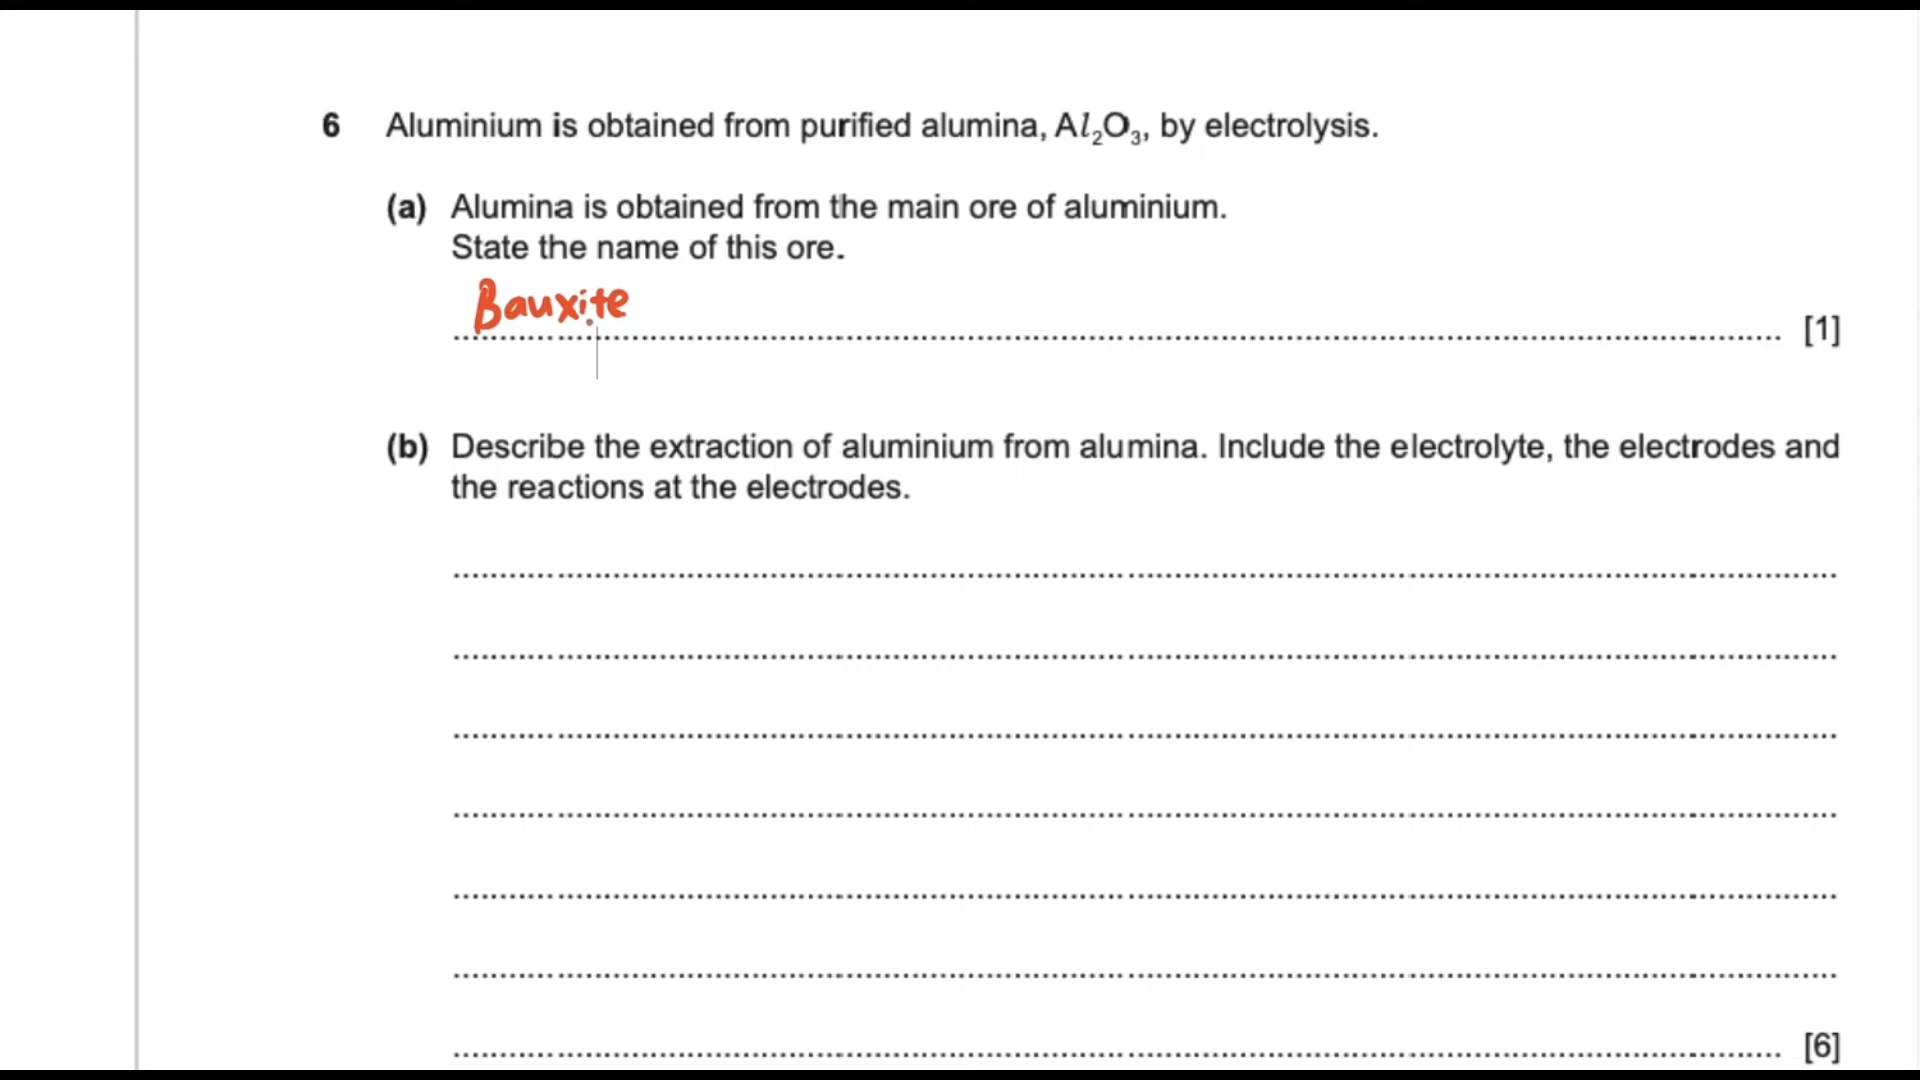 6 Aluminium is obtained from purified alumina, Al₂O₃, by electrolysis.
(a) Alumina is obtained from the main ore of aluminium.
State the name of this ore.
Bauxite
[1]
(b) Describe the extraction of aluminium from alumina. Include the electrolyte, the electrodes and
the reactions at the electrodes.
[6]